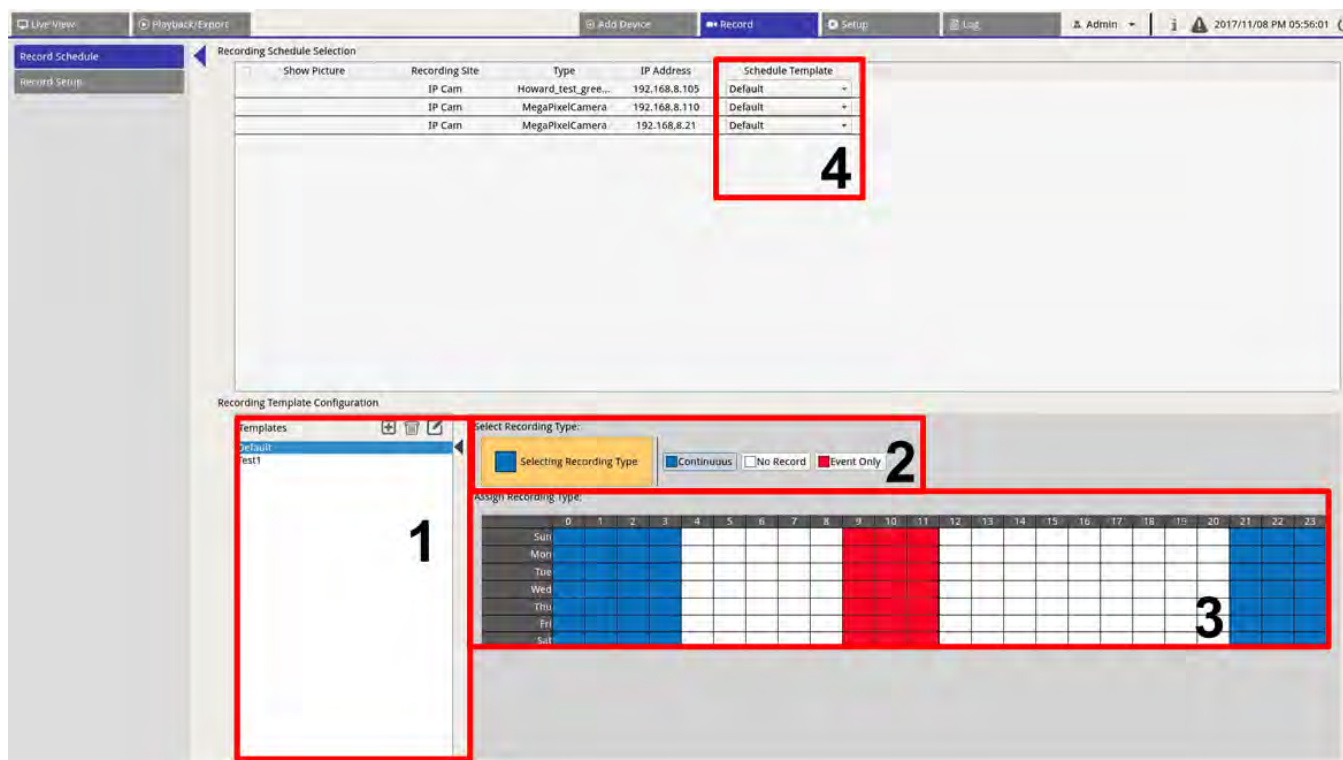 Live View Playback/Export Add Device Record Setup Log Admin i 2017/11/08 PM 05:56:01
Record Schedule
Record Setup
Recording Schedule Selection
Show Picture Recording Site Type IP Address Schedule Template
IP Cam Howard_test_gree... 192.168.8.105 Default
IP Cam MegaPixelCamera 192.168.8.110 Default
IP Cam MegaPixelCamera 192.168.8.21 Default
4
Recording Template Configuration
Templates
Default
Test1
1
Select Recording Type:
Selecting Recording Type Continuous No Record Event Only
2
Assign Recording Type:
0 1 2 3 4 5 6 7 8 9 10 11 12 13 14 15 16 17 18 19 20 21 22 23
Sun
Mon
Tue
Wed
Thu
Fri
Sat
3